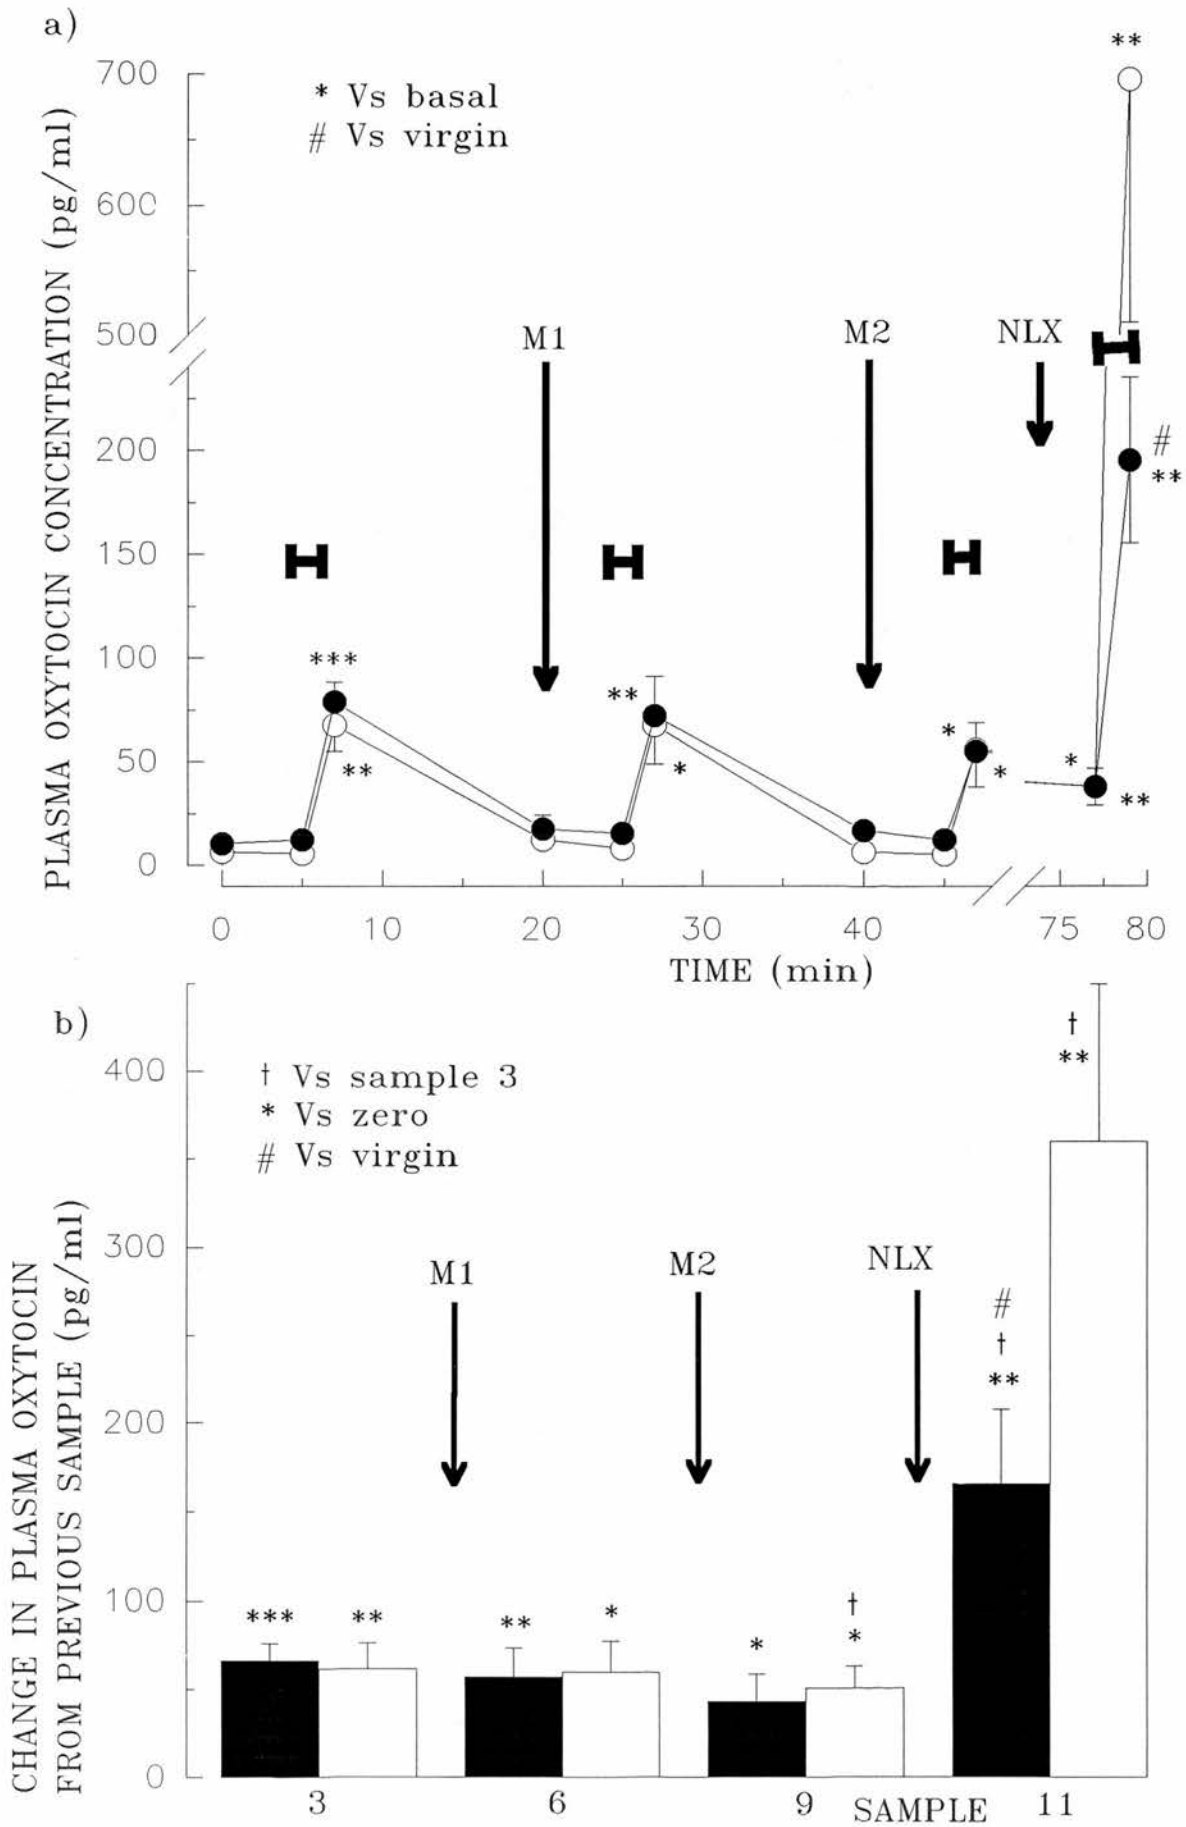 a)
**
700
* Vs basal
# Vs virgin
600
500
M1
M2
NLX
200
#
**
150
100
***
**
*
50
**
*
*
*
**
0
PLASMA OXYTOCIN CONCENTRATION (pg/ml)
0 10 20 30 40 75 80
TIME (min)
b)
†
**
400
† Vs sample 3
* Vs zero
# Vs virgin
300
M1
M2
NLX
#
†
**
200
100
***
**
**
*
*
†
*
0
CHANGE IN PLASMA OXYTOCIN
FROM PREVIOUS SAMPLE (pg/ml)
3 6 9 SAMPLE 11